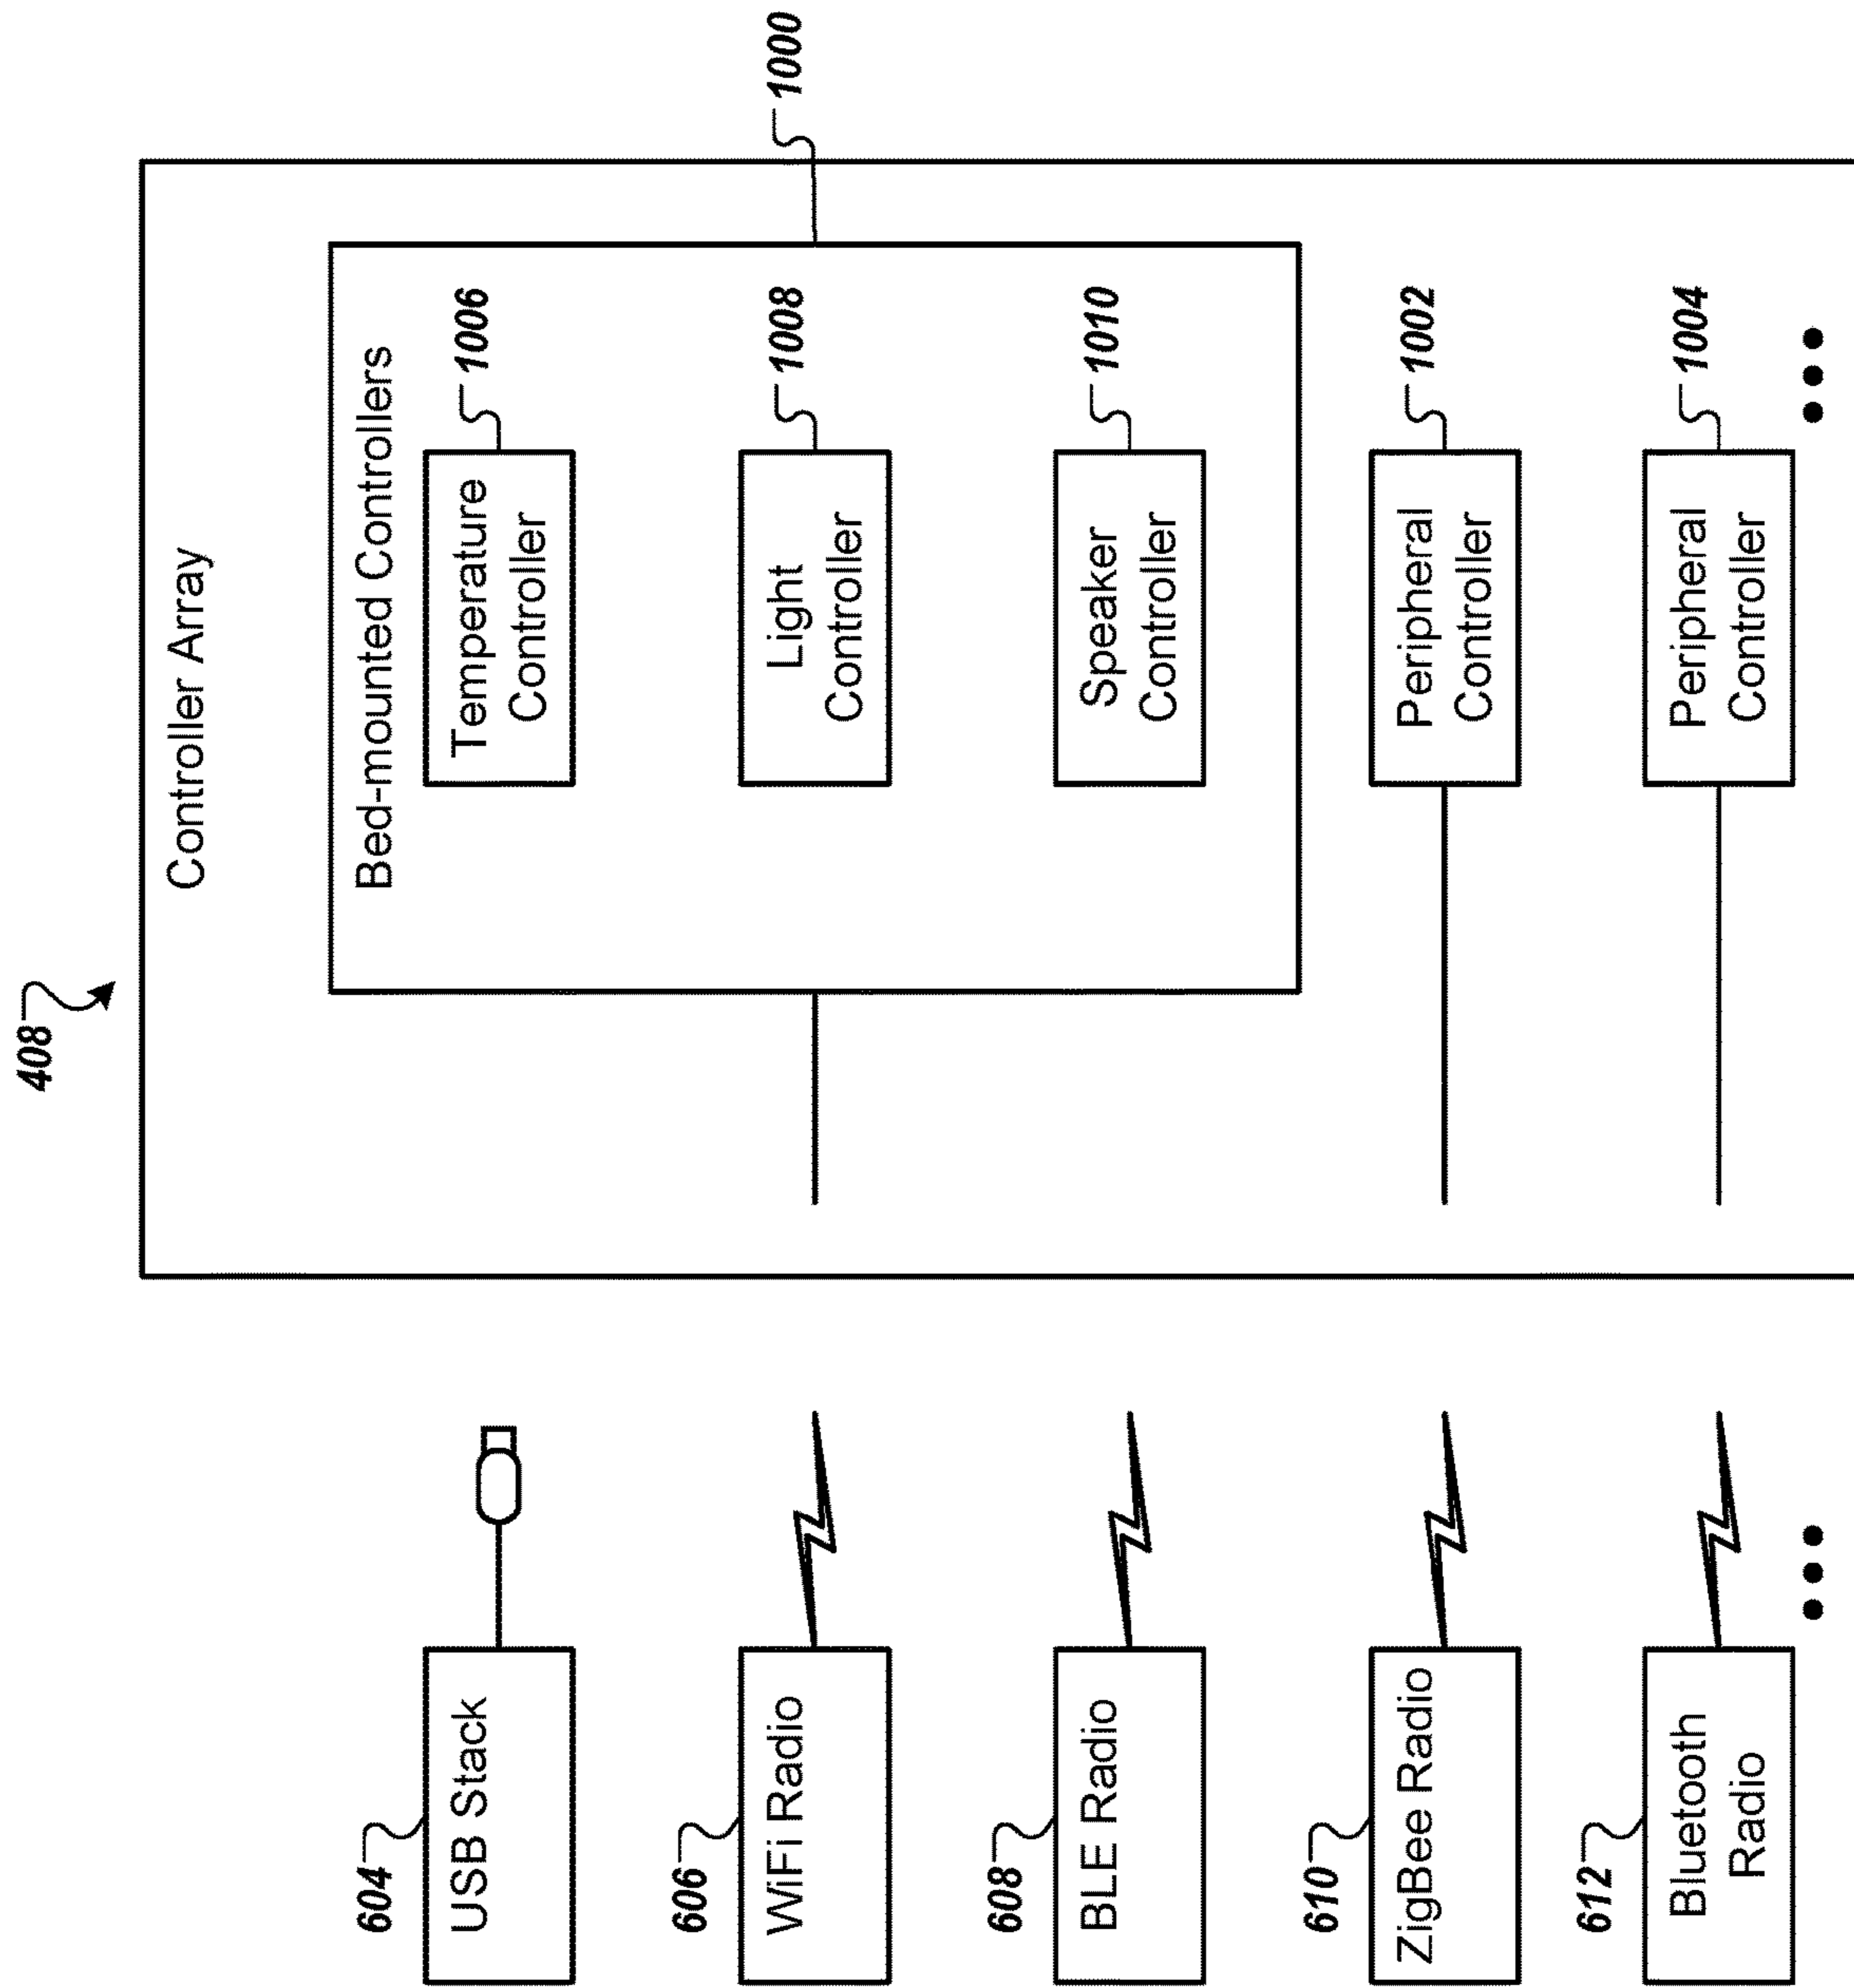 408
Controller Array
604
USB Stack
606
WiFi Radio
608
BLE Radio
610
ZigBee Radio
612
Bluetooth
Radio
Bed-mounted Controllers
1000
Temperature
Controller
1006
Light
Controller
1008
Speaker
Controller
1010
Peripheral
Controller
1002
Peripheral
Controller
1004